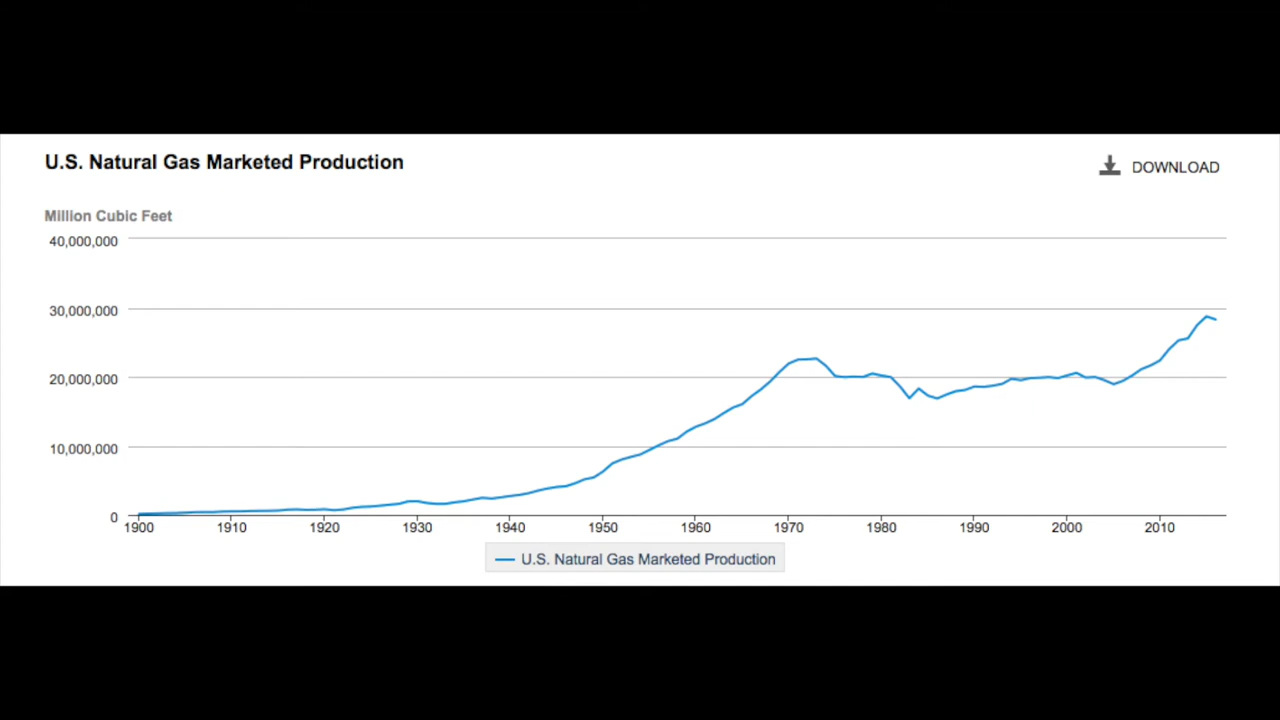 U.S. Natural Gas Marketed Production
DOWNLOAD
Million Cubic Feet
40,000,000
30,000,000
20,000,000
10,000,000
0
1900 1910 1920 1930 1940 1950 1960 1970 1980 1990 2000 2010
U.S. Natural Gas Marketed Production